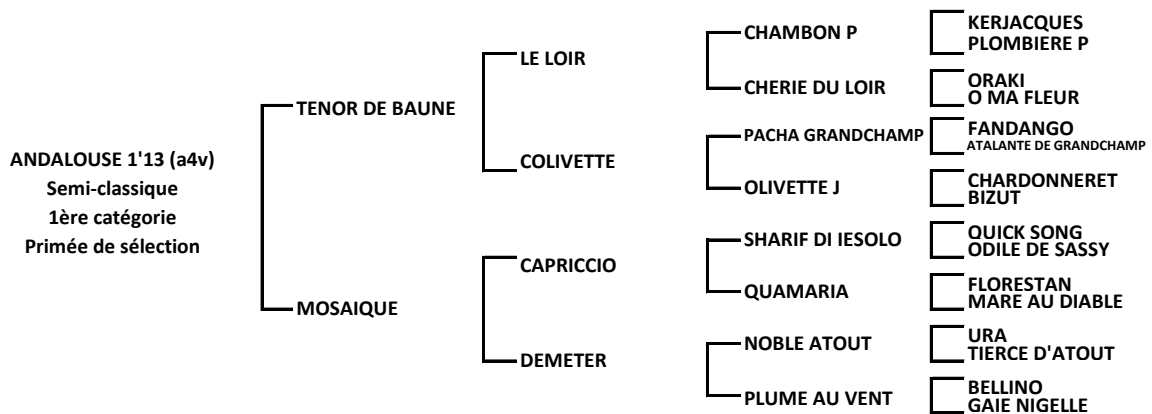 ANDALOUSE 1'13 (a4v)
Semi-classique
1ère catégorie
Primée de sélection
TENOR DE BAUNE
MOSAIQUE
LE LOIR
COLIVETTE
CAPRICCIO
DEMETER
CHAMBON P
CHERIE DU LOIR
PACHA GRANDCHAMP
OLIVETTE J
SHARIF DI IESOLO
QUAMARIA
NOBLE ATOUT
PLUME AU VENT
KERJACQUES
PLOMBIERE P
ORAKI
O MA FLEUR
FANDANGO
ATALANTE DE GRANDCHAMP
CHARDONNERET
BIZUT
QUICK SONG
ODILE DE SASSY
FLORESTAN
MARE AU DIABLE
URA
TIERCE D'ATOUT
BELLINO
GAIE NIGELLE